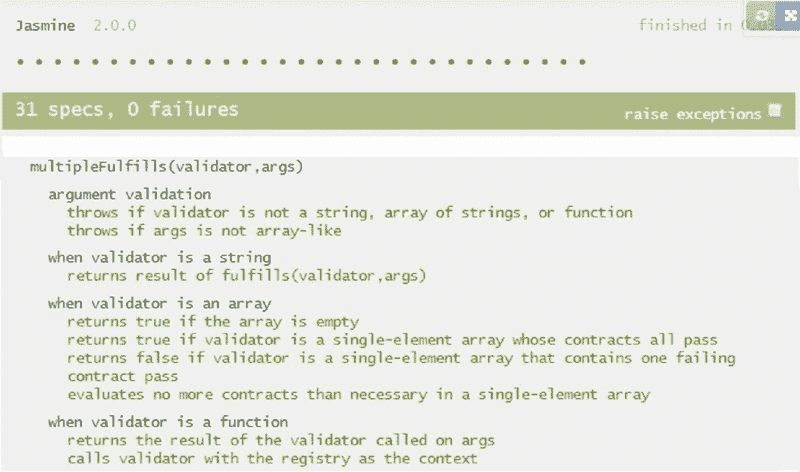 Jasmine 2.0.0
finished in
31 specs, 0 failures
raise exceptions
multipleFulfills(validator,args)
argument validation
throws if validator is not a string, array of strings, or function
throws if args is not array-like
when validator is a string
returns result of fulfills(validator,args)
when validator is an array
returns true if the array is empty
returns true if validator is a single-element array whose contracts all pass
returns false if validator is a single-element array that contains one failing
contract pass
evaluates no more contracts than necessary in a single-element array
when validator is a function
returns the result of the validator called on args
calls validator with the registry as the context